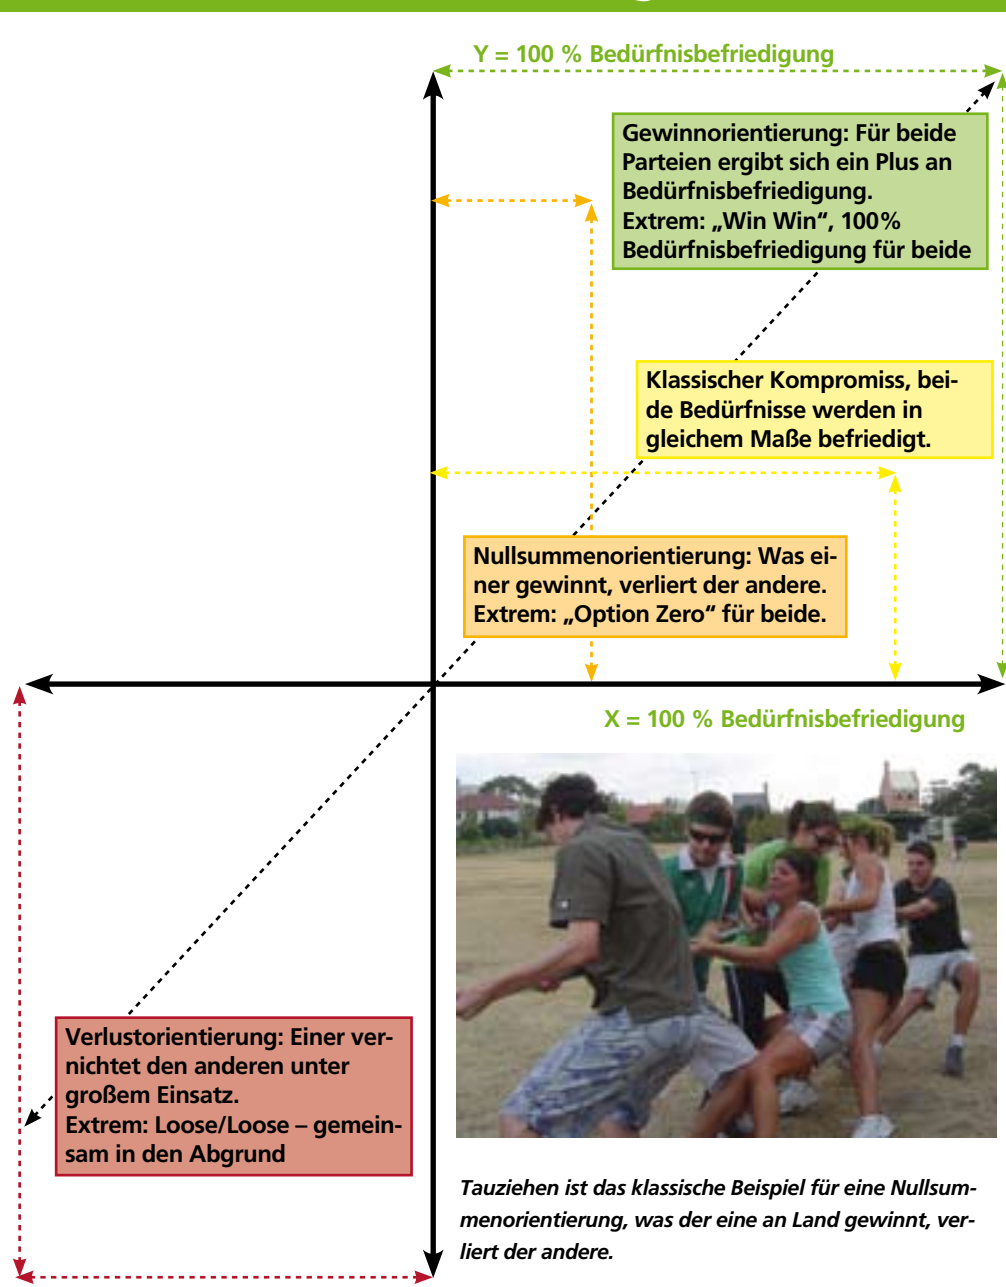 Y = 100 % Bedürfnisbefriedigung
Gewinnorientierung: Für beide
Parteien ergibt sich ein Plus an
Bedürfnisbefriedigung.
Extrem: „Win Win“, 100%
Bedürfnisbefriedigung für beide
Klassischer Kompromiss, bei-
de Bedürfnisse werden in
gleichem Maße befriedigt.
Nullsummenorientierung: Was ei-
ner gewinnt, verliert der andere.
Extrem: „Option Zero“ für beide.
X = 100 % Bedürfnisbefriedigung
Verlustorientierung: Einer ver-
nichtet den anderen unter
großem Einsatz.
Extrem: Loose/Loose – gemein-
sam in den Abgrund
Tauziehen ist das klassische Beispiel für eine Nullsum-
menorientierung, was der eine an Land gewinnt, ver-
liert der andere.